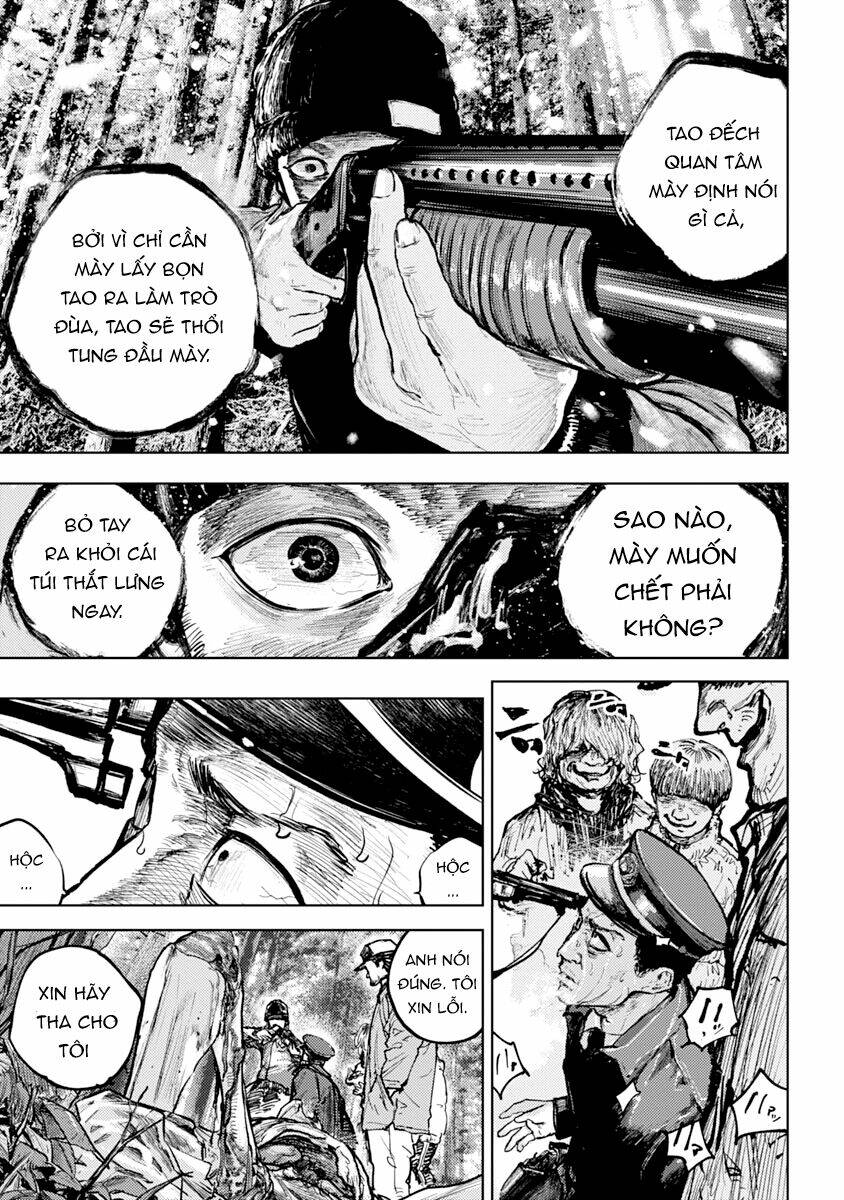 TAO ĐẾCH
QUAN TÂM
MÀY ĐỊNH NÓI
GÌ CẢ,
BỞI VÌ CHỈ CẦN
MÀY LẤY BỌN
TAO RA LÀM TRÒ
ĐÙA, TAO SẼ THỔI
TUNG ĐẦU MÀY.
SAO NÀO,
MÀY MUỐN
CHẾT PHẢI
KHÔNG?
BỎ TAY
RA KHỎI CÁI
TÚI THẮT LƯNG
NGAY.
HỘC
...
HỘC
...
ANH NÓI
ĐÚNG. TÔI
XIN LỖI.
XIN HÃY
THA CHO
TÔI